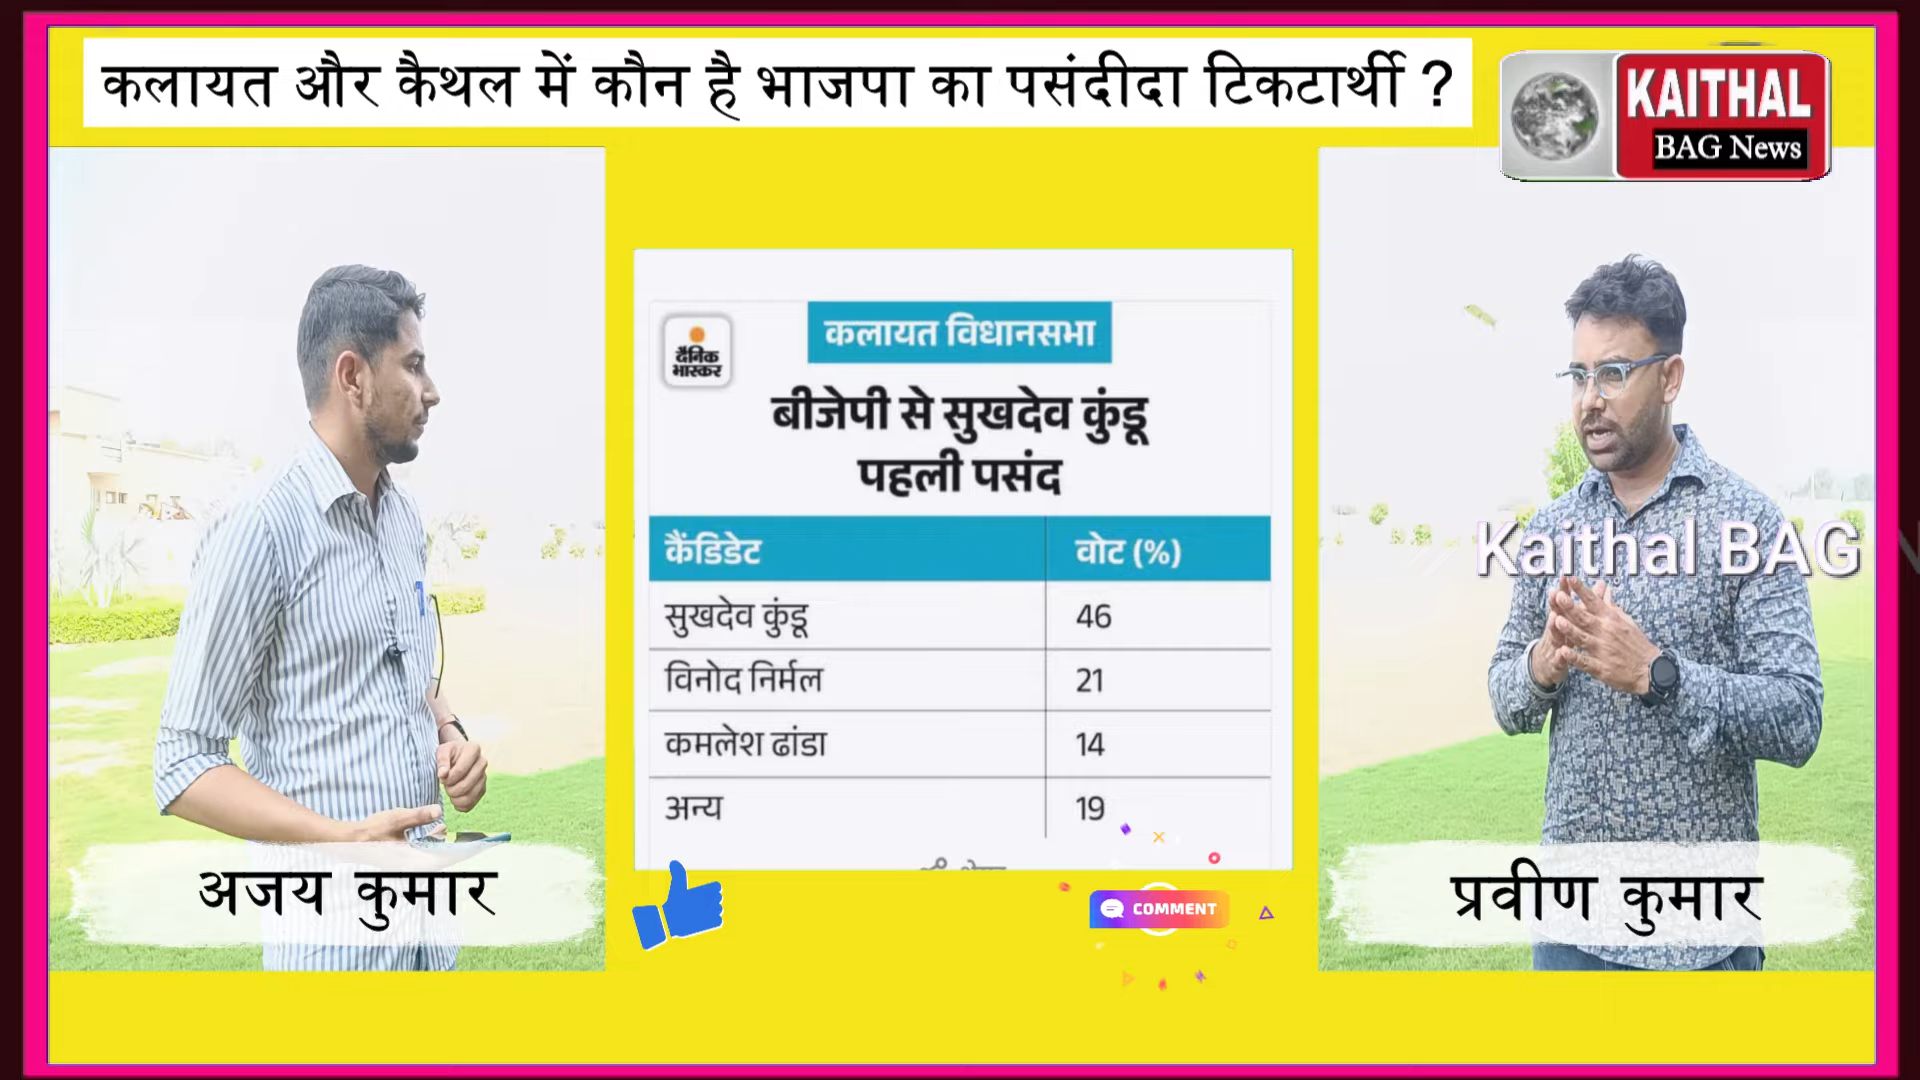 कलायत और कैथल में कौन है भाजपा का पसंदीदा टिकटार्थी ?
KAITHAL
BAG News
दैनिक
भास्कर
कलायत विधानसभा
बीजेपी से सुखदेव कुंडू
पहली पसंद
कैंडिडेट वोट (%)
सुखदेव कुंडू 46
विनोद निर्मल 21
कमलेश ढांडा 14
अन्य 19
Kaithal BAG N
अजय कुमार
COMMENT
प्रवीण कुमार